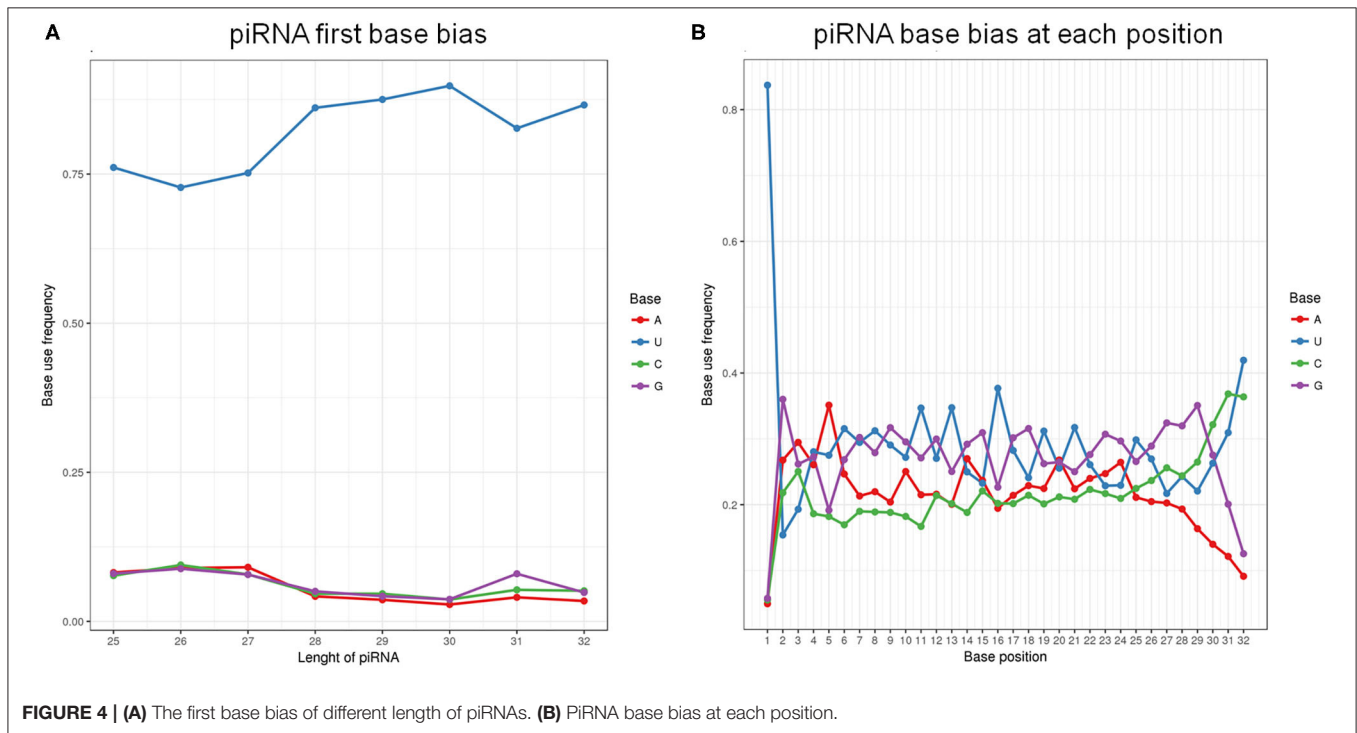 A
piRNA first base bias
0.75
0.50
0.25
0.00
Base use frequency
25 26 27 28 29 30 31 32
Lenght of piRNA
Base
A
U
C
G
B
piRNA base bias at each position
0.8
0.6
0.4
0.2
Base use frequency
1 2 3 4 5 6 7 8 9 10 11 12 13 14 15 16 17 18 19 20 21 22 23 24 25 26 27 28 29 30 31 32
Base position
Base
A
U
C
G
FIGURE 4 | (A) The first base bias of different length of piRNAs. (B) PiRNA base bias at each position.